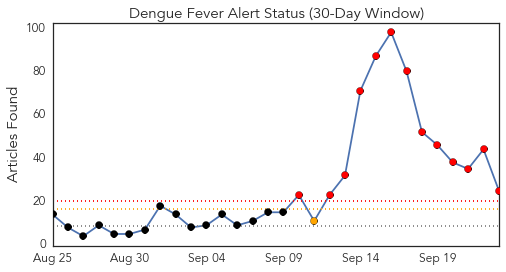 Dengue Fever Alert Status (30-Day Window)
Articles Found
100
80
60
40
20
0
Aug 25 Aug 30 Sep 04 Sep 09 Sep 14 Sep 19